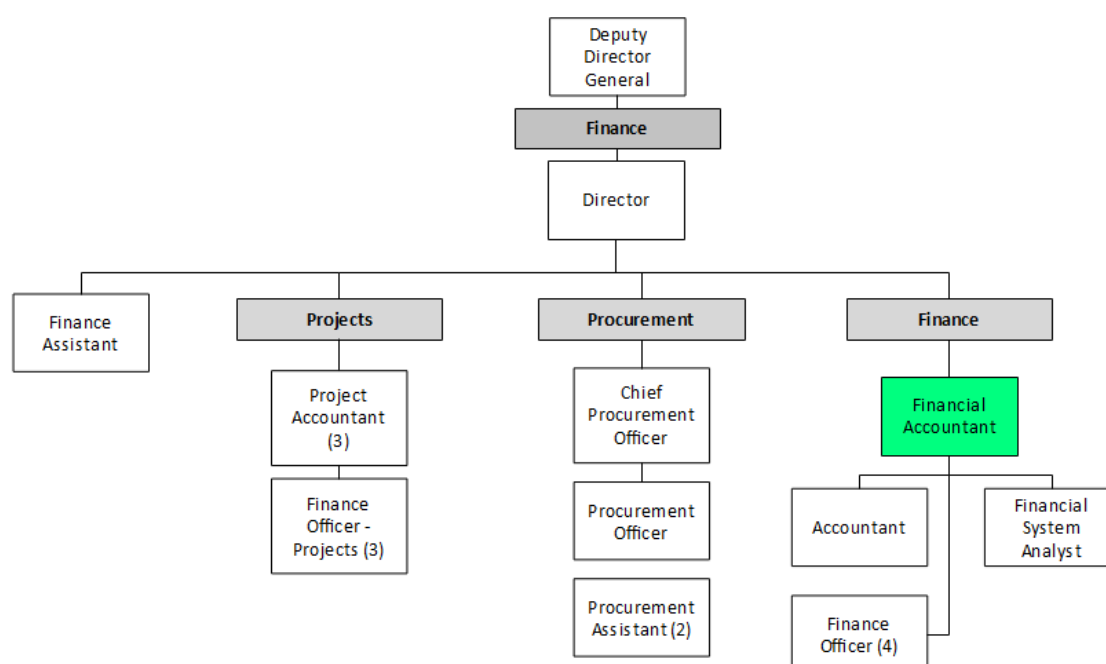 Deputy
Director
General
Finance
Director
Finance
Assistant
Projects
Project
Accountant
(3)
Finance
Officer -
Projects (3)
Procurement
Chief
Procurement
Officer
Procurement
Officer
Procurement
Assistant (2)
Finance
Financial
Accountant
Accountant
Financial
System
Analyst
Finance
Officer (4)